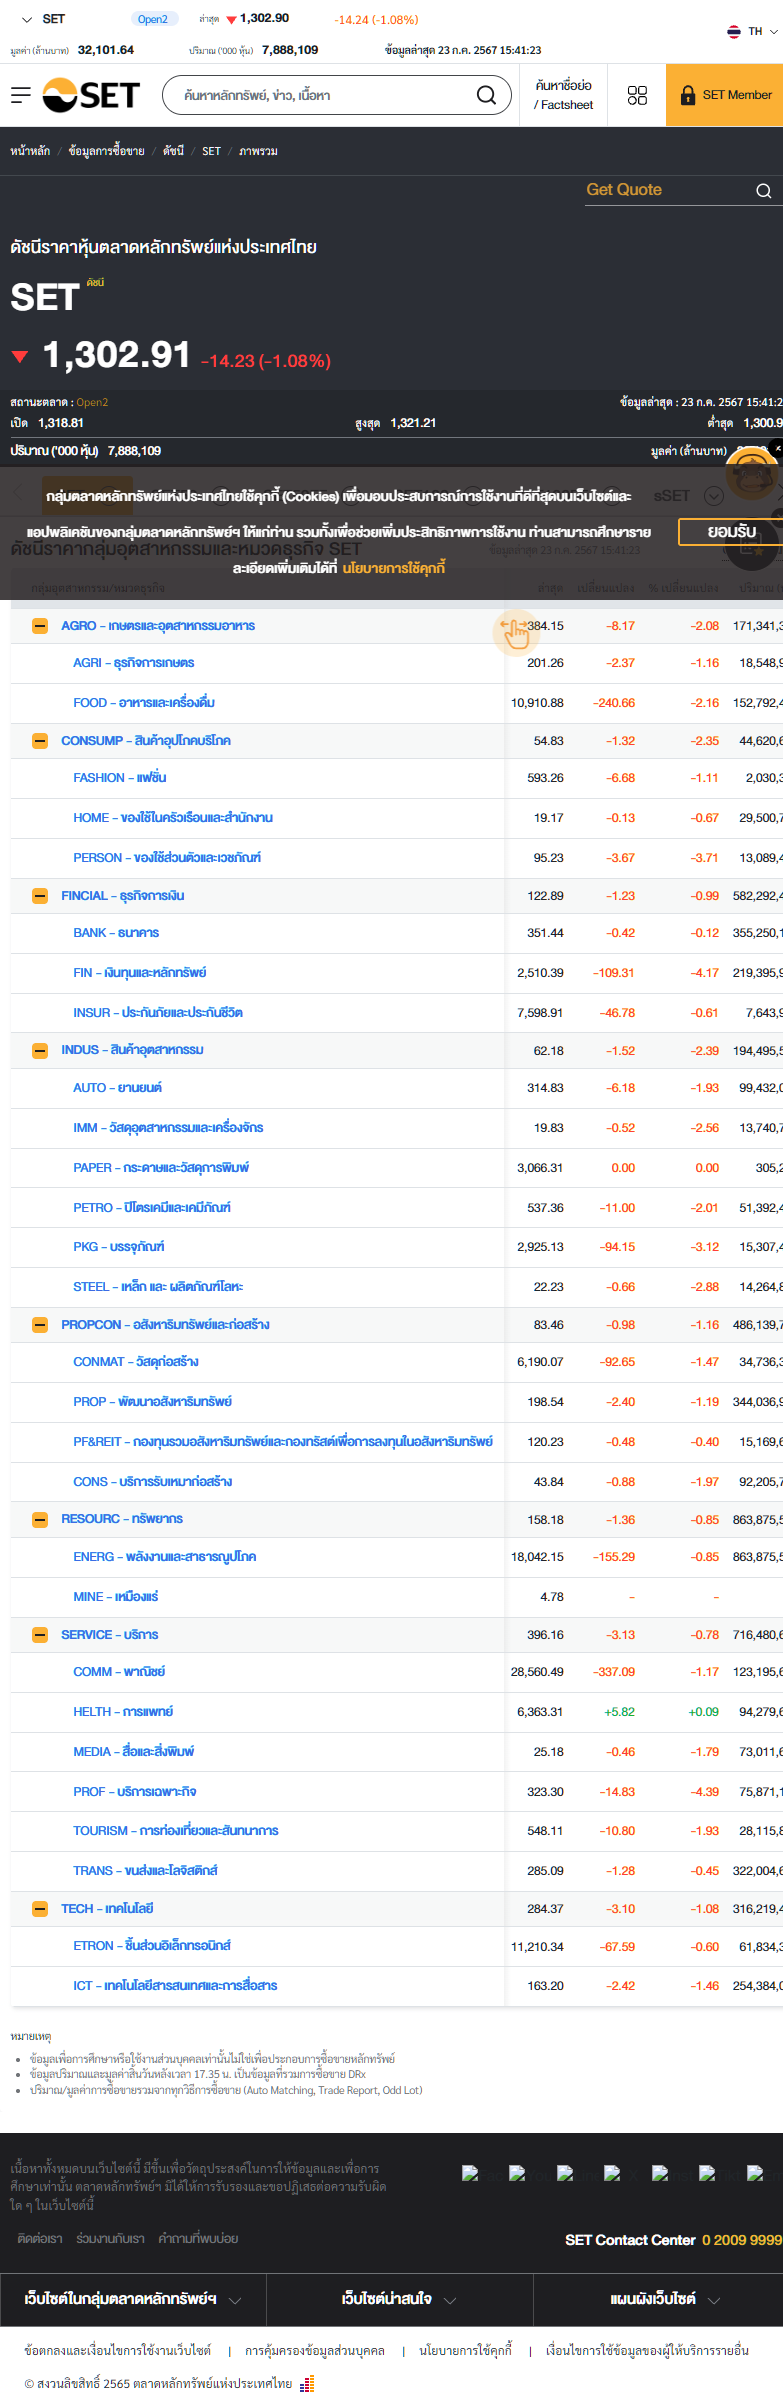 SET Open2 ล่าสุด 1,302.90 -14.24 (-1.08%)
TH
มูลค่า (ล้านบาท) 32,101.64 ปริมาณ ('000 หุ้น) 7,888,109 ข้อมูลล่าสุด 23 ก.ค. 2567 15:41:23
SET ค้นหาหลักทรัพย์, ข่าว, เนื้อหา
ค้นหาชื่อย่อ
/ Factsheet
SET Member
หน้าหลัก / ข้อมูลการซื้อขาย / ดัชนี / SET / ภาพรวม
Get Quote
ดัชนีราคาหุ้นตลาดหลักทรัพย์แห่งประเทศไทย
SET ดัชนี
1,302.91 -14.23 (-1.08%)
สถานะตลาด : Open2 ข้อมูลล่าสุด : 23 ก.ค. 2567 15:41:2
เปิด 1,318.81 สูงสุด 1,321.21 ต่ำสุด 1,300.9
ปริมาณ ('000 หุ้น) 7,888,109 มูลค่า (ล้านบาท)
กลุ่มตลาดหลักทรัพย์แห่งประเทศไทยใช้คุกกี้ (Cookies) เพื่อมอบประสบการณ์การใช้งานที่ดีที่สุดบนเว็บไซต์และ
sSET
แอปพลิเคชันของกลุ่มตลาดหลักทรัพย์ฯ ให้แก่ท่าน รวมทั้งเพื่อช่วยเพิ่มประสิทธิภาพการใช้งาน ท่านสามารถศึกษาราย
ยอมรับ
ดัชนีราคากลุ่มอุตสาหกรรมและหมวดธุรกิจ SET ข้อมูลล่าสุด 23 ก.ค. 2567 15:41:23
ละเอียดเพิ่มเติมได้ที่ นโยบายการใช้คุกกี้
กลุ่มอุตสาหกรรม/หมวดธุรกิจ ล่าสุด เปลี่ยนแปลง % เปลี่ยนแปลง ปริมาณ
AGRO - เกษตรและอุตสาหกรรมอาหาร 384.15 -8.17 -2.08 171,341,3
AGRI - ธุรกิจการเกษตร 201.26 -2.37 -1.16 18,548,9
FOOD - อาหารและเครื่องดื่ม 10,910.88 -240.66 -2.16 152,792,4
CONSUMP - สินค้าอุปโภคบริโภค 54.83 -1.32 -2.35 44,620,6
FASHION - แฟชั่น 593.26 -6.68 -1.11 2,030,3
HOME - ของใช้ในครัวเรือนและสำนักงาน 19.17 -0.13 -0.67 29,500,7
PERSON - ของใช้ส่วนตัวและเวชภัณฑ์ 95.23 -3.67 -3.71 13,089,4
FINCIAL - ธุรกิจการเงิน 122.89 -1.23 -0.99 582,292,4
BANK - ธนาคาร 351.44 -0.42 -0.12 355,250,1
FIN - เงินทุนและหลักทรัพย์ 2,510.39 -109.31 -4.17 219,395,9
INSUR - ประกันภัยและประกันชีวิต 7,598.91 -46.78 -0.61 7,643,9
INDUS - สินค้าอุตสาหกรรม 62.18 -1.52 -2.39 194,495,5
AUTO - ยานยนต์ 314.83 -6.18 -1.93 99,432,0
IMM - วัสดุอุตสาหกรรมและเครื่องจักร 19.83 -0.52 -2.56 13,740,7
PAPER - กระดาษและวัสดุการพิมพ์ 3,066.31 0.00 0.00 305,2
PETRO - ปิโตรเคมีและเคมีภัณฑ์ 537.36 -11.00 -2.01 51,392,4
PKG - บรรจุภัณฑ์ 2,925.13 -94.15 -3.12 15,307,4
STEEL - เหล็ก และ ผลิตภัณฑ์โลหะ 22.23 -0.66 -2.88 14,264,8
PROPCON - อสังหาริมทรัพย์และก่อสร้าง 83.46 -0.98 -1.16 486,139,7
CONMAT - วัสดุก่อสร้าง 6,190.07 -92.65 -1.47 34,736,3
PROP - พัฒนาอสังหาริมทรัพย์ 198.54 -2.40 -1.19 344,036,9
PF&REIT - กองทุนรวมอสังหาริมทรัพย์และกองทรัสต์เพื่อการลงทุนในอสังหาริมทรัพย์ 120.23 -0.48 -0.40 15,169,6
CONS - บริการรับเหมาก่อสร้าง 43.84 -0.88 -1.97 92,205,7
RESOURC - ทรัพยากร 158.18 -1.36 -0.85 863,875,5
ENERG - พลังงานและสาธารณูปโภค 18,042.15 -155.29 -0.85 863,875,5
MINE - เหมืองแร่ 4.78 - -
SERVICE - บริการ 396.16 -3.13 -0.78 716,480,6
COMM - พาณิชย์ 28,560.49 -337.09 -1.17 123,195,6
HELTH - การแพทย์ 6,363.31 +5.82 +0.09 94,279,6
MEDIA - สื่อและสิ่งพิมพ์ 25.18 -0.46 -1.79 73,011,6
PROF - บริการเฉพาะกิจ 323.30 -14.83 -4.39 75,871,1
TOURISM - การท่องเที่ยวและสันทนาการ 548.11 -10.80 -1.93 28,115,8
TRANS - ขนส่งและโลจิสติกส์ 285.09 -1.28 -0.45 322,004,6
TECH - เทคโนโลยี 284.37 -3.10 -1.08 316,219,4
ETRON - ชิ้นส่วนอิเล็กทรอนิกส์ 11,210.34 -67.59 -0.60 61,834,3
ICT - เทคโนโลยีสารสนเทศและการสื่อสาร 163.20 -2.42 -1.46 254,384,0
หมายเหตุ
ข้อมูลเพื่อการศึกษาหรือใช้งานส่วนบุคคลเท่านั้นไม่ใช่เพื่อประกอบการซื้อขายหลักทรัพย์
ข้อมูลปริมาณและมูลค่าสิ้นวันหลังเวลา 17.35 น. เป็นข้อมูลที่รวมการซื้อขาย DRx
ปริมาณ/มูลค่าการซื้อขายรวมจากทุกวิธีการซื้อขาย (Auto Matching, Trade Report, Odd Lot)
เนื้อหาทั้งหมดบนเว็บไซต์นี้ มีขึ้นเพื่อวัตถุประสงค์ในการให้ข้อมูลและเพื่อการ
ศึกษาเท่านั้น ตลาดหลักทรัพย์ฯ มิได้ให้การรับรองและขอปฏิเสธต่อความรับผิด
ใด ๆ ในเว็บไซต์นี้
ติดต่อเรา ร่วมงานกับเรา คำถามที่พบบ่อย
SET Contact Center 0 2009 9999
เว็บไซต์ในกลุ่มตลาดหลักทรัพย์ฯ เว็บไซต์น่าสนใจ แผนผังเว็บไซต์
ข้อตกลงและเงื่อนไขการใช้งานเว็บไซต์ | การคุ้มครองข้อมูลส่วนบุคคล | นโยบายการใช้คุกกี้ | เงื่อนไขการใช้ข้อมูลของผู้ให้บริการรายอื่น
© สงวนลิขสิทธิ์ 2565 ตลาดหลักทรัพย์แห่งประเทศไทย